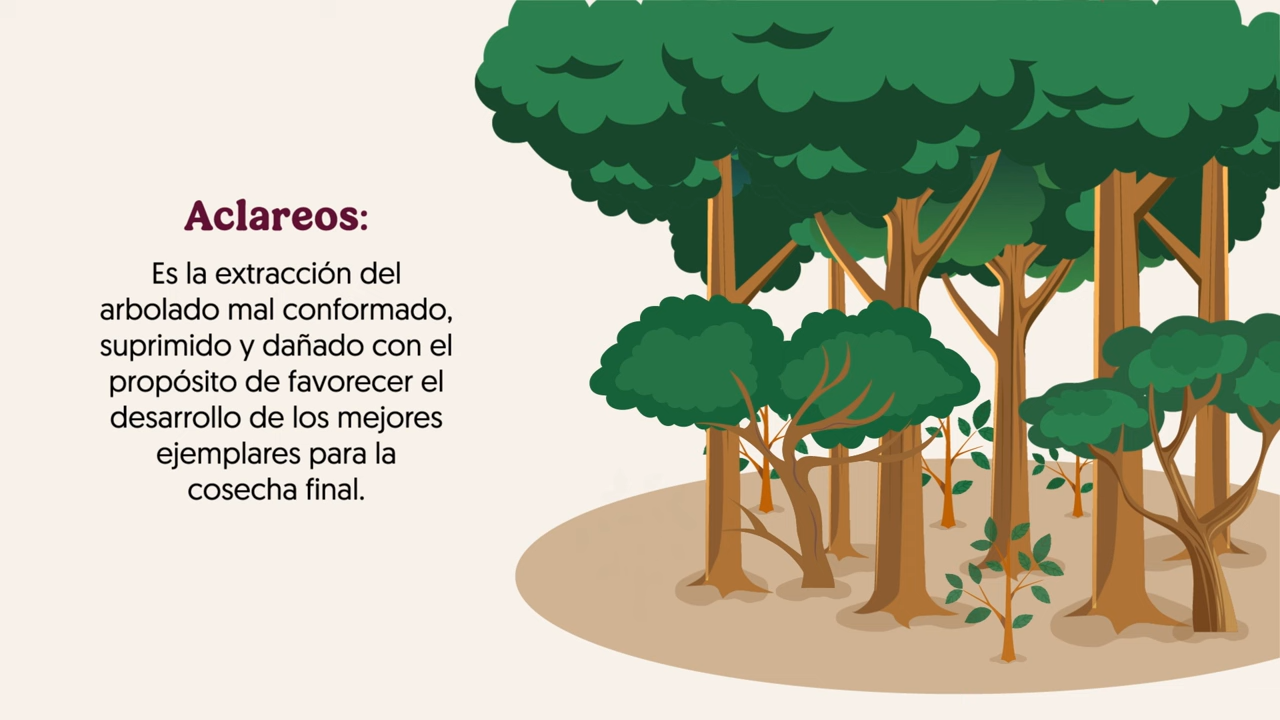 Aclareos:
Es la extracción del
arbolado mal conformado,
suprimido y dañado con el
propósito de favorecer el
desarrollo de los mejores
ejemplares para la
cosecha final.